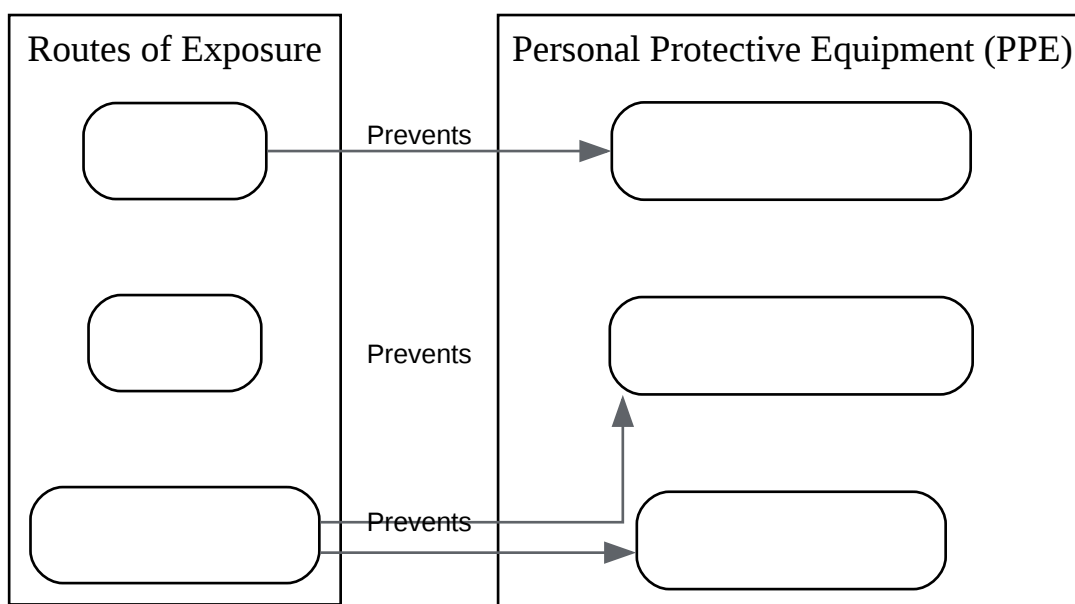 Routes of Exposure
Personal Protective Equipment (PPE)
Prevents
Prevents
Prevents